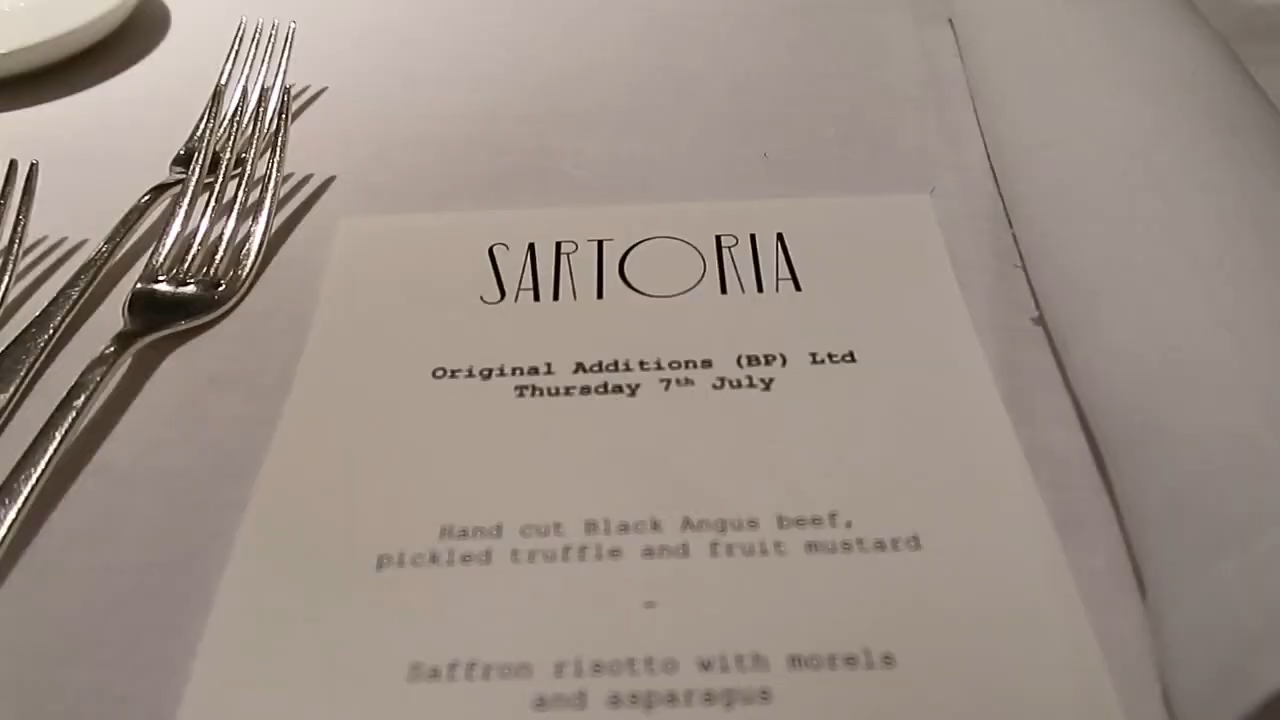 SARTORIA
Original Additions (BP) Ltd
Thursday 7th July
Hand cut Black Angus beef,
pickled truffle and fruit mustard
-
Saffron risotto with morels
and asparagus